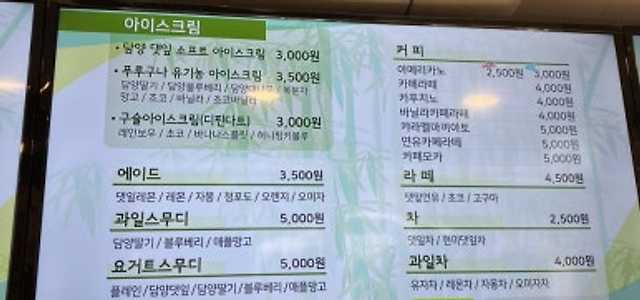 아이스크림
• 담양 댓잎 소프트 아이스크림 3,000원
• 푸루구나 유기농 아이스크림 3,500원
담양딸기 / 담양블루베리 / 복분자
망고 / 초코 / 바닐라 / 초코바닐라
• 구슬아이스크림(디핀다트) 3,000원
레인보우 / 초코 / 바나나스플릿 / 허니팅커블루
에이드 3,500원
댓잎레몬 / 레몬 / 자몽 / 청포도 / 오렌지 / 오미자
과일스무디 5,000원
담양딸기 / 블루베리 / 애플망고
요거트스무디 5,000원
플레인 / 담양댓잎 / 담양딸기 / 블루베리 / 애플망고
커 피
아메리카노 2,500원 3,000원
카페라떼 4,000원
카푸치노 4,000원
바닐라카페라떼 4,000원
카라멜마끼아또 5,000원
연유카페라떼 5,000원
카페모카 5,000원
라 떼 4,500원
댓잎연유 / 초코 / 고구마
차 2,500원
댓잎차 / 현미댓잎차
과일차 4,000원
유자차 / 레몬차 / 자몽차 / 오미자차